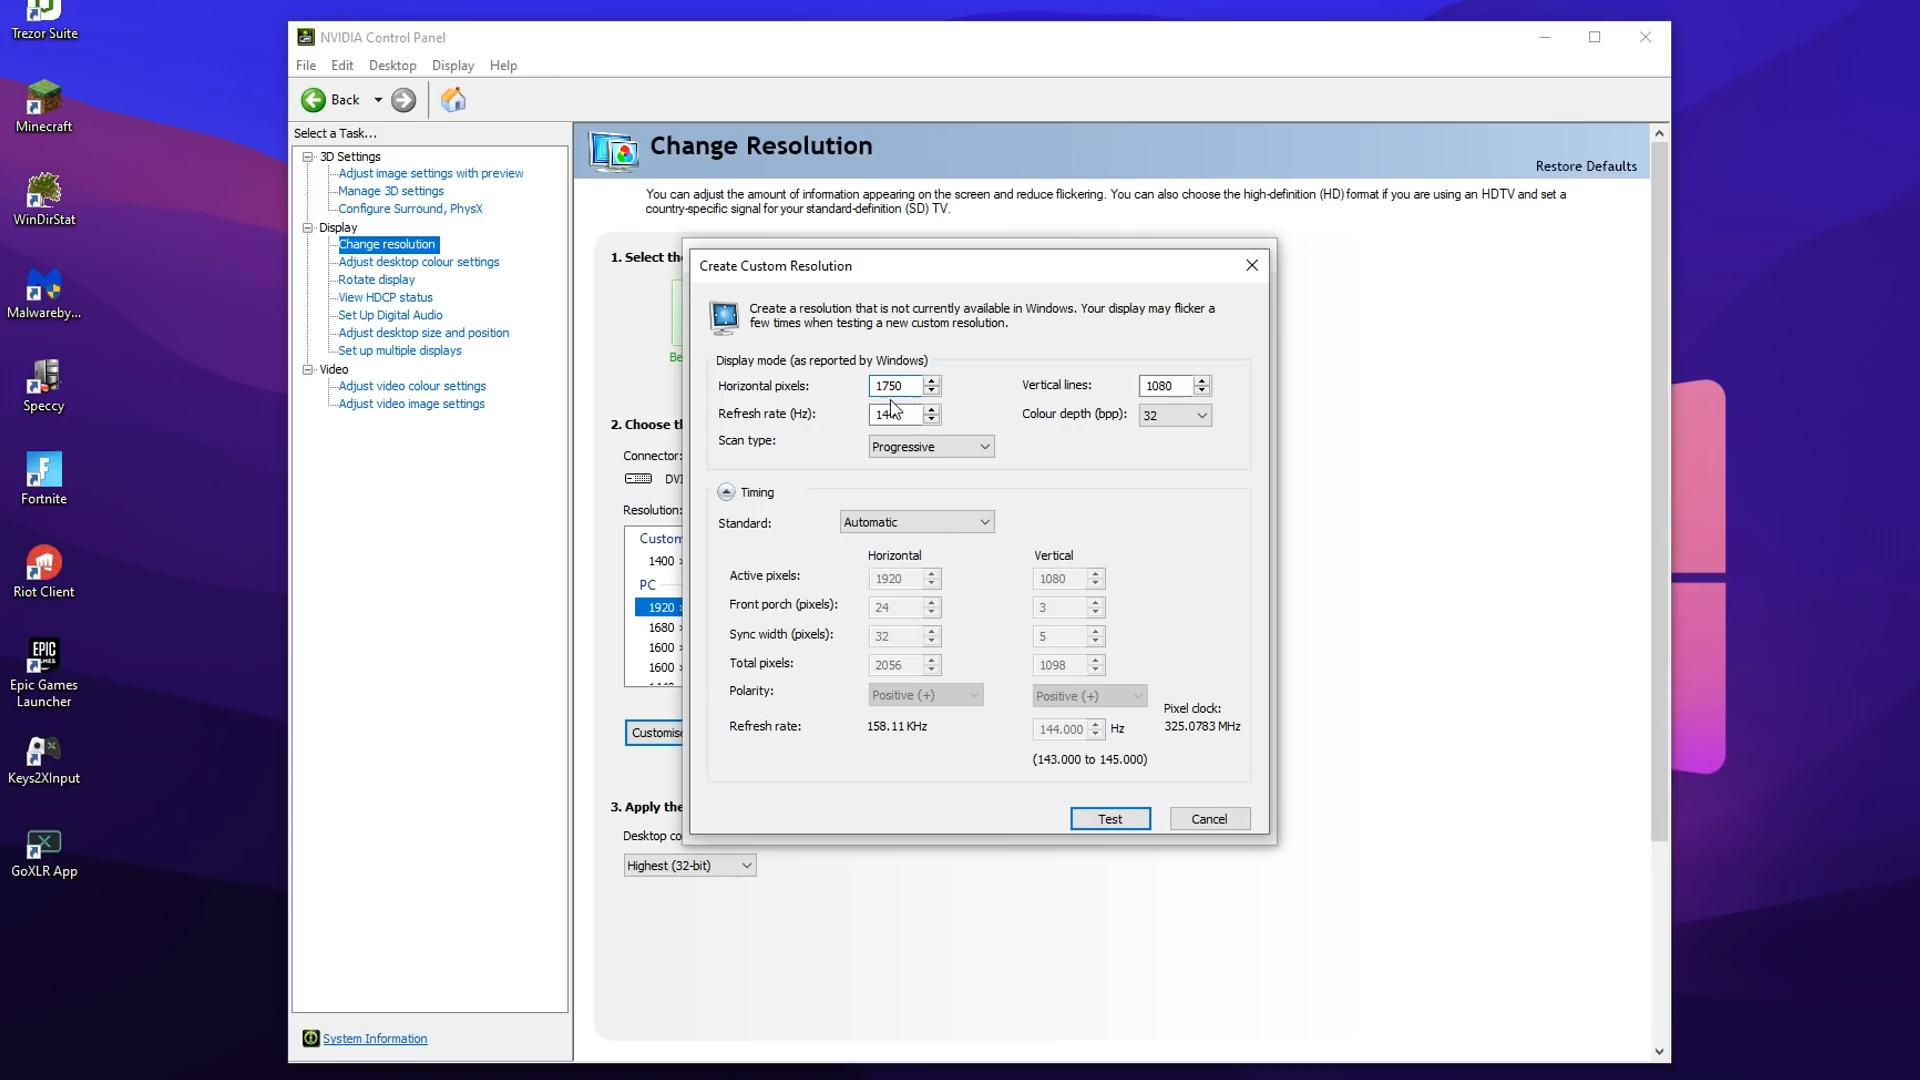 Trezor Suite
Minecraft
WinDirStat
Malwareby...
Speccy
Fortnite
Riot Client
EPIC
GAMES
Epic Games
Launcher
Keys2XInput
GoXLR App
NVIDIA Control Panel
File Edit Desktop Display Help
Back
Select a Task...
3D Settings
Adjust image settings with preview
Manage 3D settings
Configure Surround, PhysX
Display
Change resolution
Adjust desktop colour settings
Rotate display
View HDCP status
Set Up Digital Audio
Adjust desktop size and position
Set up multiple displays
Video
Adjust video colour settings
Adjust video image settings
System Information
Change Resolution
Restore Defaults
You can adjust the amount of information appearing on the screen and reduce flickering. You can also choose the high-definition (HD) format if you are using an HDTV and set a
country-specific signal for your standard-definition (SD) TV.
1. Select the
Be
2. Choose th
Connector:
DVI
Resolution:
Custom
1400 x
PC
1920 x
1680 x
1600 x
1600 x
Customise
3. Apply the
Desktop co
Highest (32-bit)
Create Custom Resolution
Create a resolution that is not currently available in Windows. Your display may flicker a
few times when testing a new custom resolution.
Display mode (as reported by Windows)
Horizontal pixels: 1750 Vertical lines: 1080
Refresh rate (Hz): Colour depth (bpp): 32
Scan type: Progressive
Timing
Standard: Automatic
Horizontal Vertical
Active pixels: 1920 1080
Front porch (pixels): 24 3
Sync width (pixels): 32 5
Total pixels: 2056 1098
Polarity: Positive (+) Positive (+)
Pixel clock:
Refresh rate: 158.11 KHz 144.000 Hz 325.0783 MHz
(143.000 to 145.000)
Test Cancel